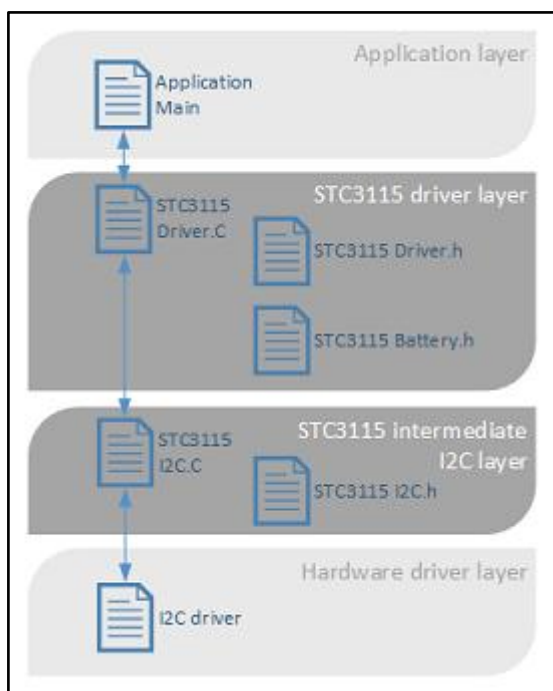 Application layer
Application
Main
STC3115 driver layer
STC3115
Driver.C
STC3115 Driver.h
STC3115 Battery.h
STC3115 intermediate
I2C layer
STC3115
I2C.C
STC3115 I2C.h
Hardware driver layer
I2C driver